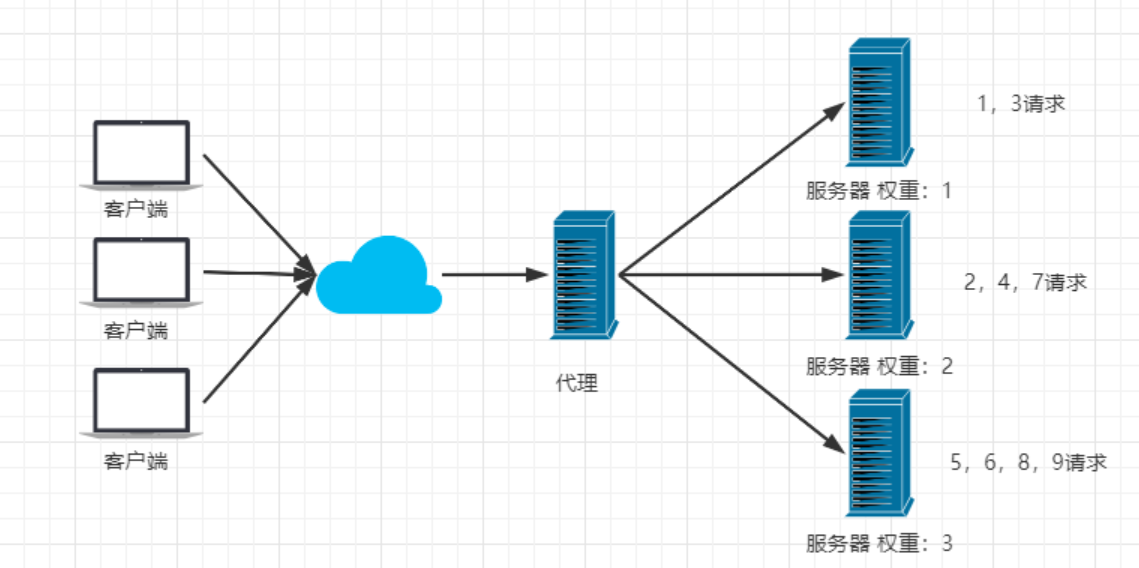 客户端
客户端
客户端
代理
1，3请求
服务器 权重：1
2，4，7请求
服务器 权重：2
5，6，8，9请求
服务器 权重：3